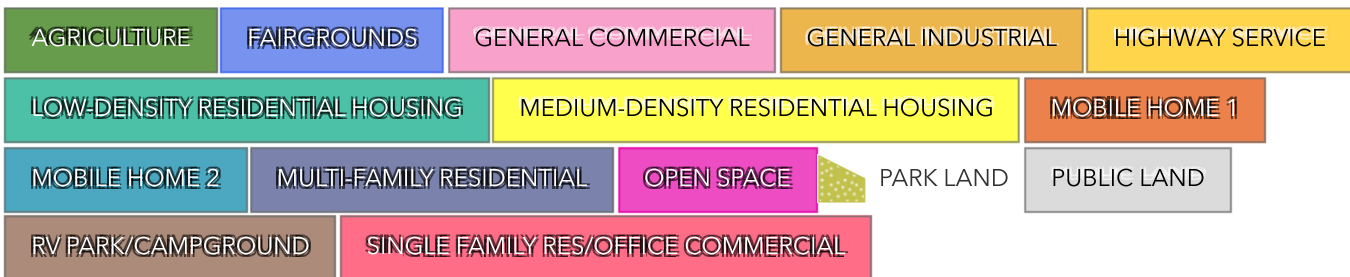 AGRICULTURE FAIRGROUNDS GENERAL COMMERCIAL GENERAL INDUSTRIAL HIGHWAY SERVICE
LOW-DENSITY RESIDENTIAL HOUSING MEDIUM-DENSITY RESIDENTIAL HOUSING MOBILE HOME 1
MOBILE HOME 2 MULTI-FAMILY RESIDENTIAL OPEN SPACE PARK LAND PUBLIC LAND
RV PARK/CAMPGROUND SINGLE FAMILY RES/OFFICE COMMERCIAL